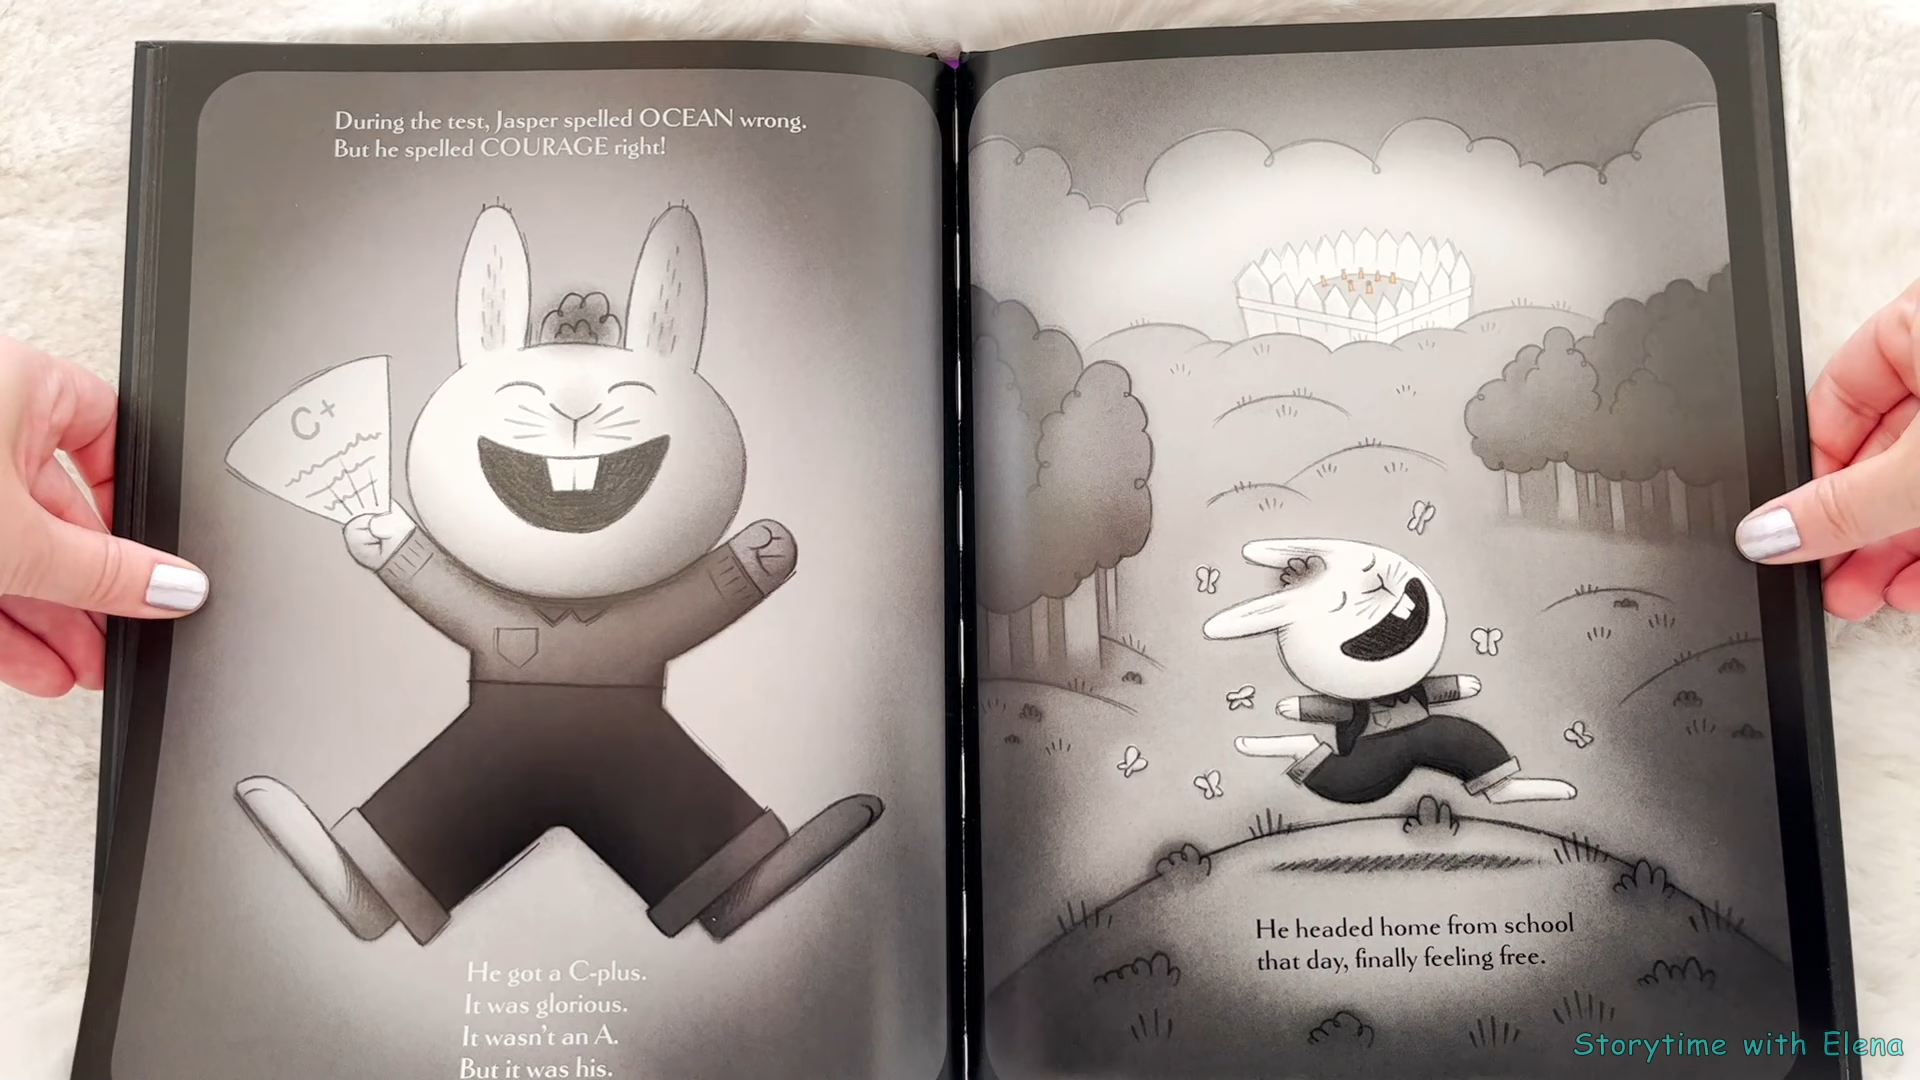 During the test, Jasper spelled OCEAN wrong.
But he spelled COURAGE right!
C+
He got a C-plus.
It was glorious.
It wasn't an A.
But it was his.
He headed home from school
that day, finally feeling free.
Storytime with Elena